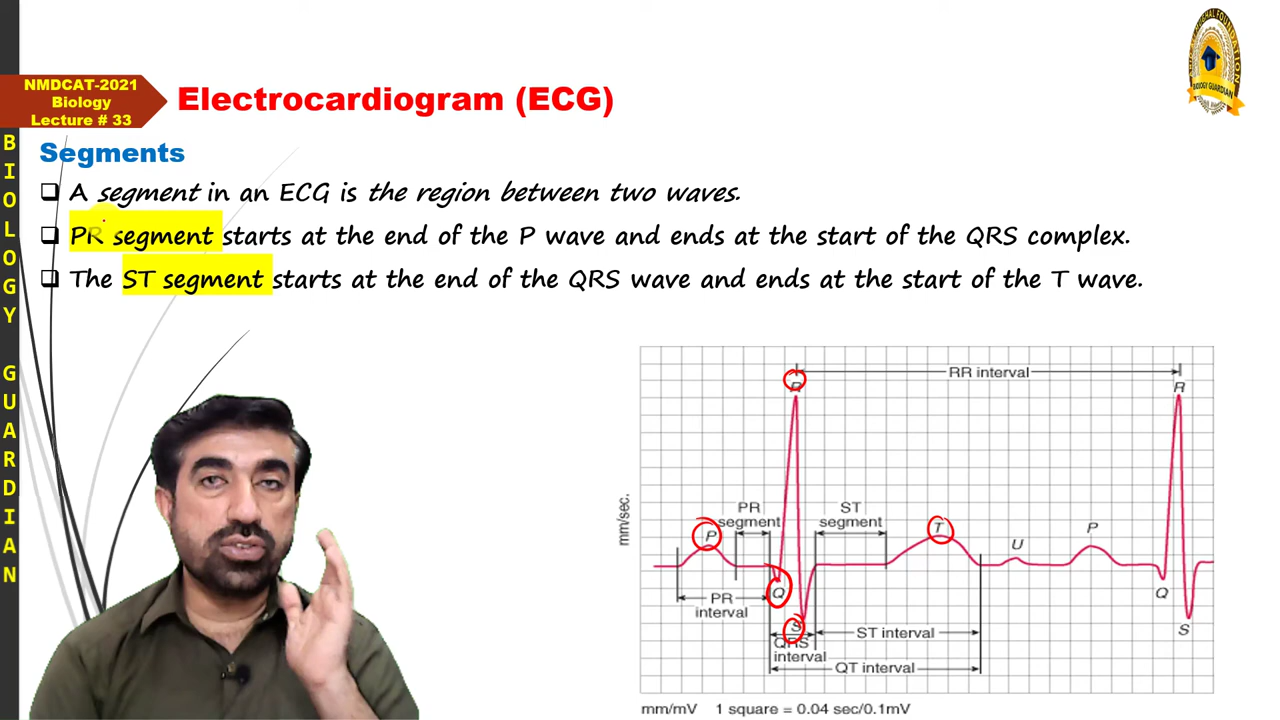 NMDCAT-2021
Biology
Lecture # 33
Electrocardiogram (ECG)
BIOLOGY GUARDIAN
Segments
A segment in an ECG is the region between two waves.
PR segment starts at the end of the P wave and ends at the start of the QRS complex.
The ST segment starts at the end of the QRS wave and ends at the start of the T wave.
RR interval
R
R
PR
segment
ST
segment
P
T
U
P
mm/sec.
Q
Q
PR
interval
S
S
QRS
interval
ST interval
QT interval
mm/mV 1 square = 0.04 sec/0.1mV
BIOLOGY GUARDIAN